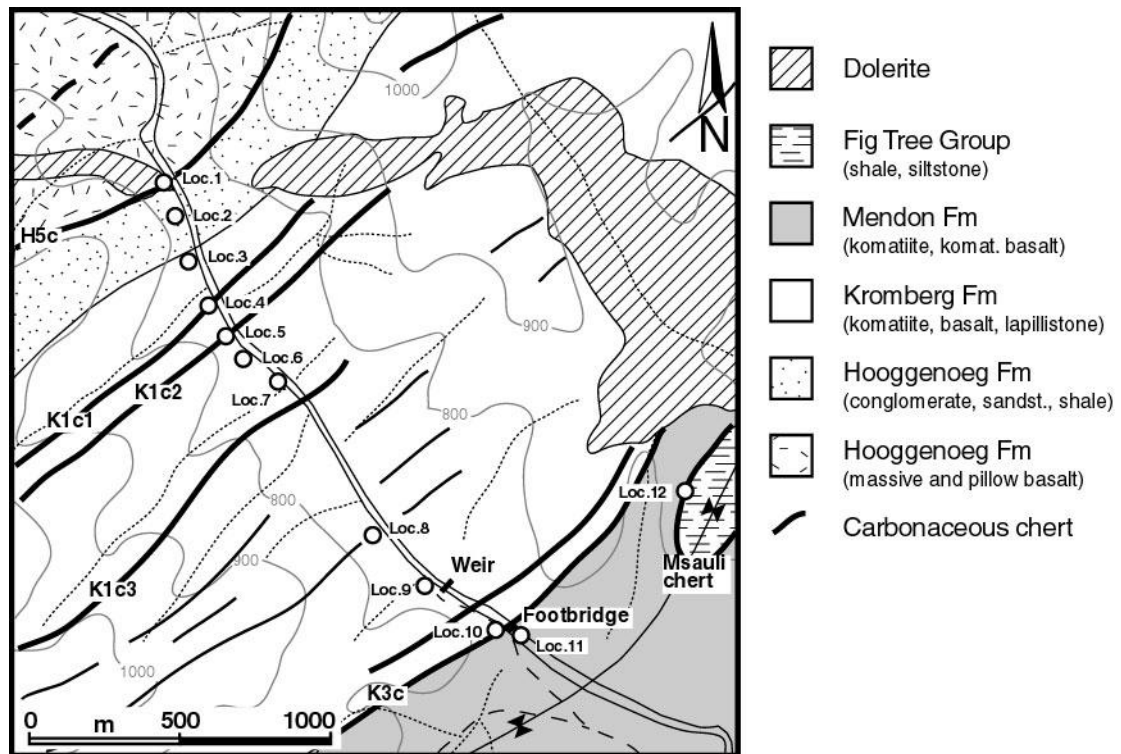 1000
N
Loc.1
Loc.2
H5c
Loc.3
Loc.4
Loc.5
900
Loc.6
K1c2
Loc.7
K1c1
800
Loc.12
800
Loc.8
900
Weir
Msauli
chert
K1c3
Loc.9
Footbridge
Loc.10
Loc.11
1000
K3c
0 m 500 1000
Dolerite
Fig Tree Group
(shale, siltstone)
Mendon Fm
(komatiite, komat. basalt)
Kromberg Fm
(komatiite, basalt, lapillistone)
Hooggenoeg Fm
(conglomerate, sandst., shale)
Hooggenoeg Fm
(massive and pillow basalt)
Carbonaceous chert